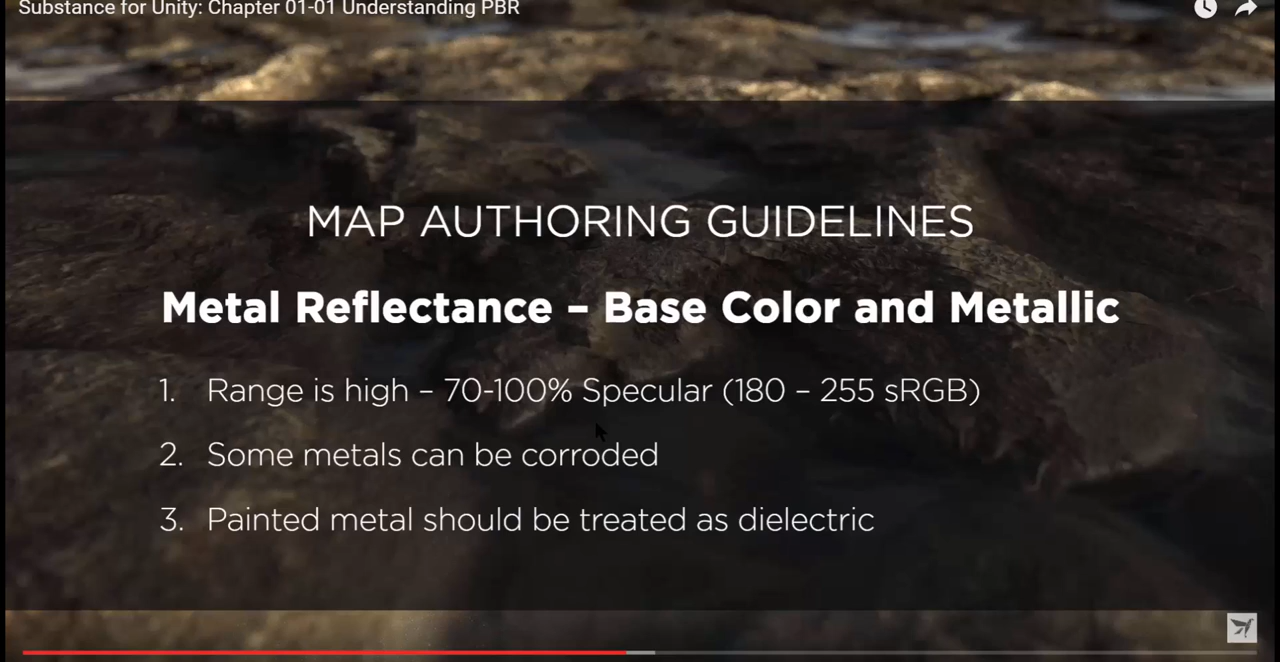 Substance for Unity: Chapter 01-01 Understanding PBR
MAP AUTHORING GUIDELINES
Metal Reflectance – Base Color and Metallic
1. Range is high – 70-100% Specular (180 – 255 sRGB)
2. Some metals can be corroded
3. Painted metal should be treated as dielectric